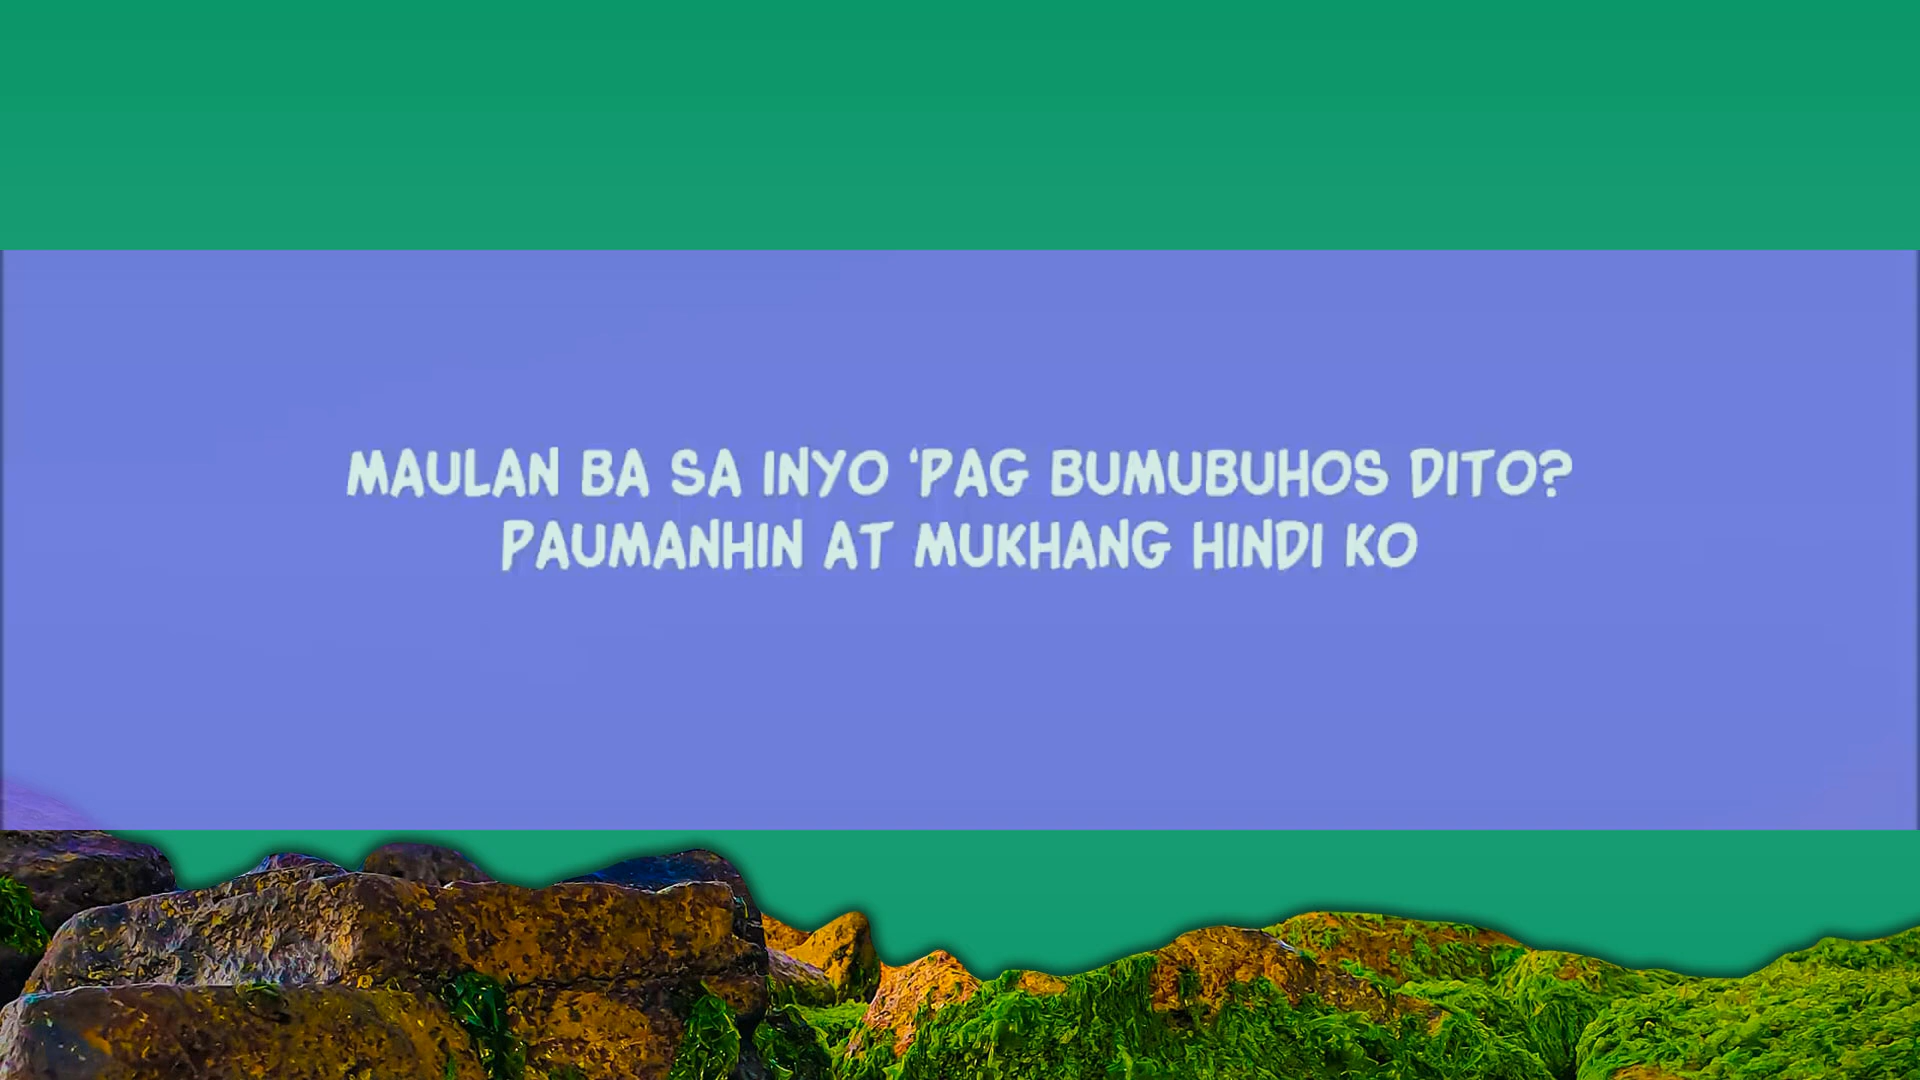 MAULAN BA SA INYO ‘PAG BUMUBUHOS DITO?
PAUMANHIN AT MUKHANG HINDI KO